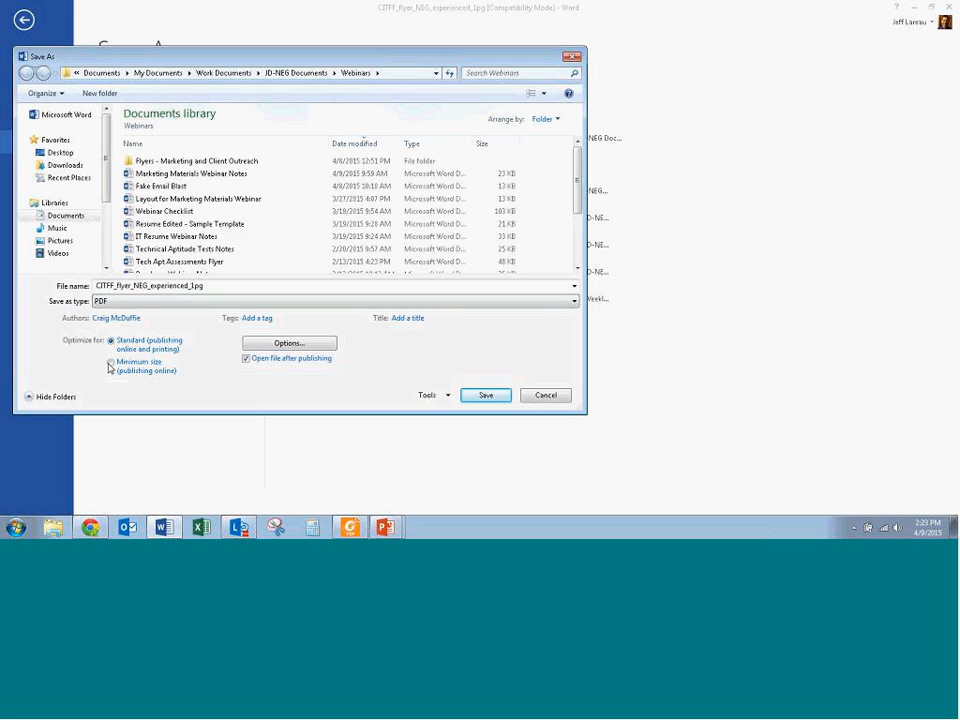 CITFF_flyer_NEG_experienced_1pg [Compatibility Mode] - Word
Jeff Lareau
Save As
Documents ▸ My Documents ▸ Work Documents ▸ JD-NEG Documents ▸ Webinars ▸
Search Webinars
Organize
New folder
Microsoft Word
Favorites
Desktop
Downloads
Recent Places
Libraries
Documents
Music
Pictures
Videos
Documents library
Webinars
Arrange by: Folder
Name Date modified Type Size
Flyers - Marketing and Client Outreach 4/8/2015 12:51 PM File folder
Marketing Materials Webinar Notes 4/9/2015 9:59 AM Microsoft Word D... 23 KB
Fake Email Blast 4/8/2015 10:18 AM Microsoft Word D... 13 KB
Layout for Marketing Materials Webinar 3/27/2015 4:07 PM Microsoft Word D... 13 KB
Webinar Checklist 3/19/2015 9:54 AM Microsoft Word D... 103 KB
Resume Edited - Sample Template 3/19/2015 9:28 AM Microsoft Word D... 21 KB
IT Resume Webinar Notes 3/19/2015 9:24 AM Microsoft Word D... 33 KB
Technical Aptitude Tests Notes 2/20/2015 9:57 AM Microsoft Word D... 25 KB
Tech Apt Assessments Flyer 2/13/2015 4:23 PM Microsoft Word D... 48 KB
File name: CITFF_flyer_NEG_experienced_1pg
Save as type: PDF
Authors: Craig McDuffie Tags: Add a tag Title: Add a title
Optimize for: Standard (publishing
online and printing)
Minimum size
(publishing online)
Options...
Open file after publishing
Hide Folders
Tools
Save
Cancel
-NEG Doc...
NEG...
D-NE...
D-NE...
D-NE...
Weekl...
2:23 PM
4/9/2015